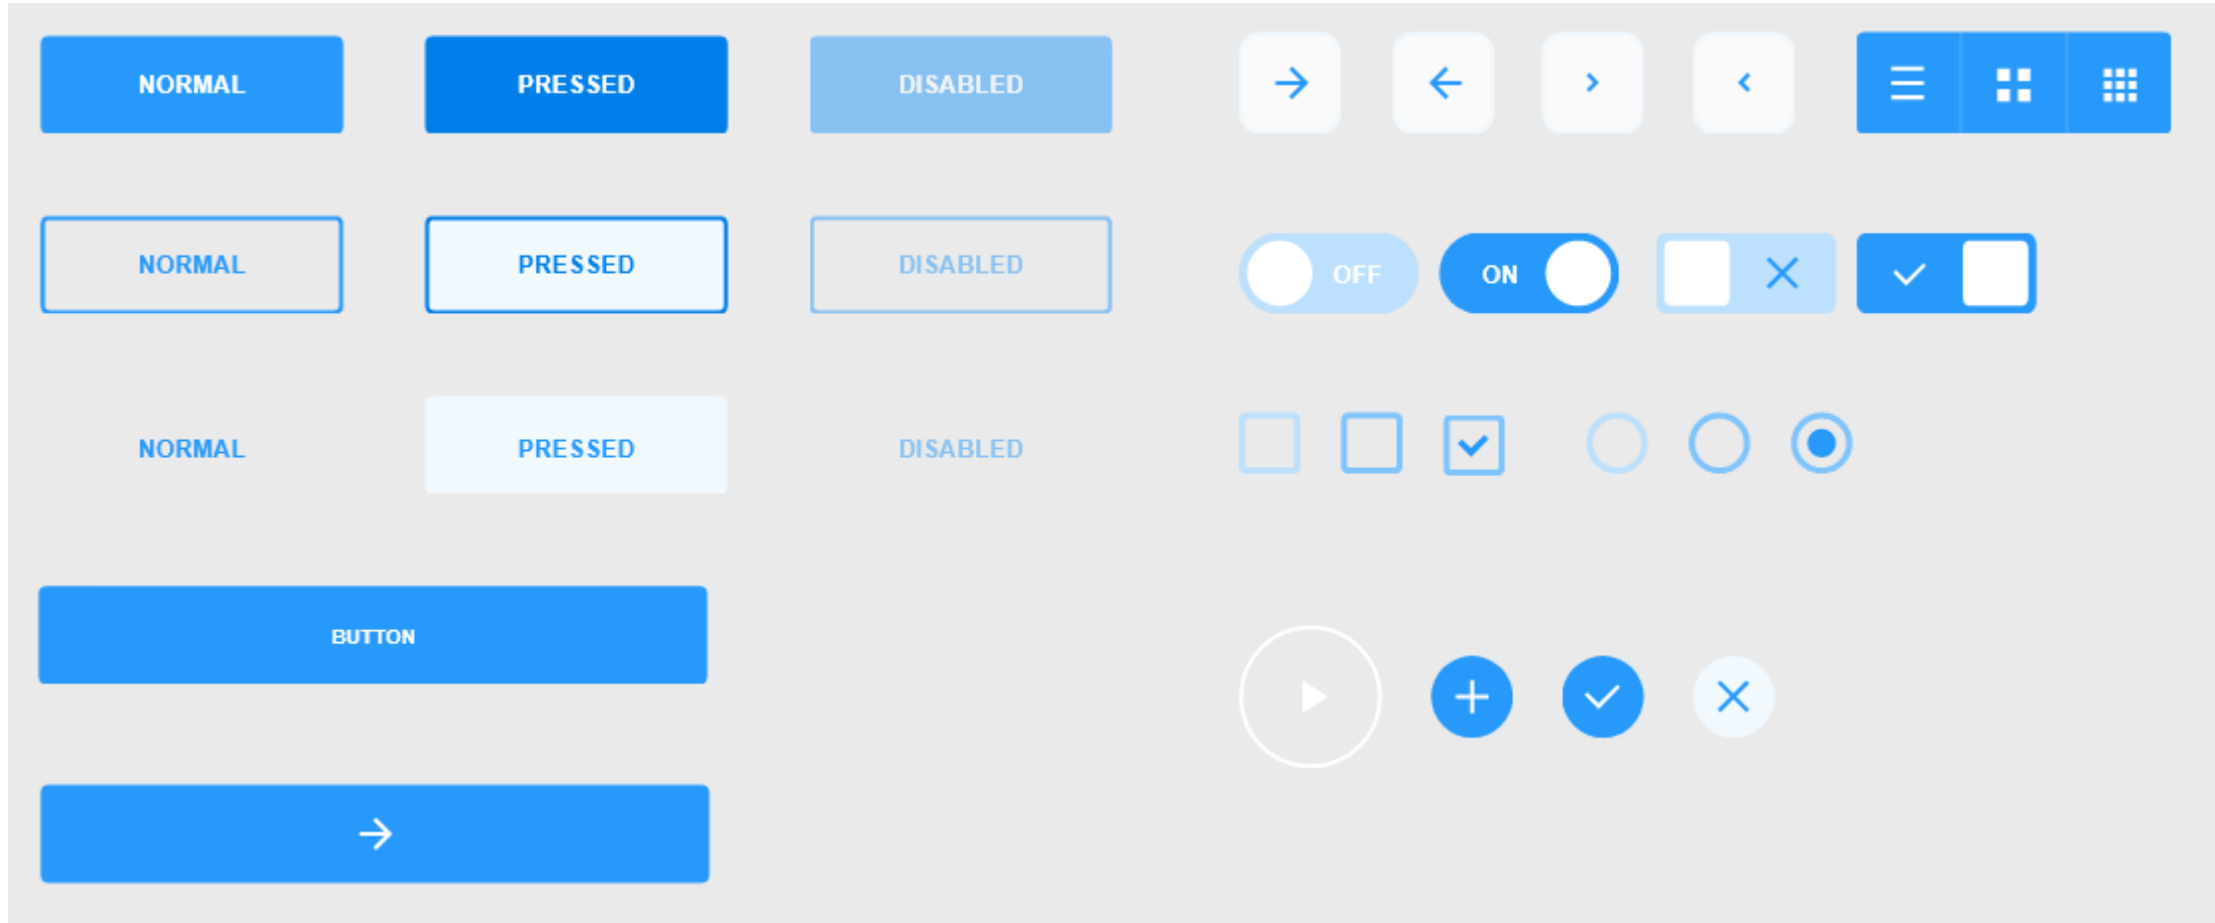 NORMAL PRESSED DISABLED
NORMAL PRESSED DISABLED
OFF ON
NORMAL PRESSED DISABLED
BUTTON